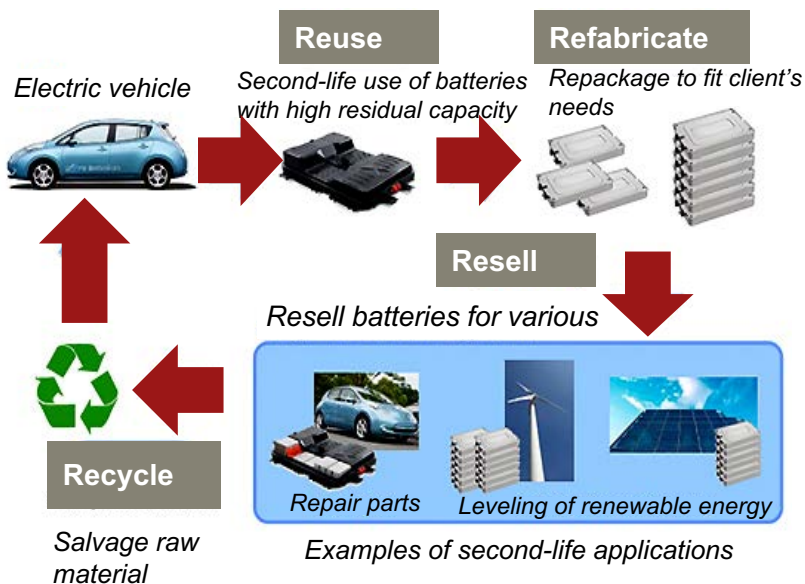 Reuse
Refabricate
Electric vehicle
Second-life use of batteries
with high residual capacity
Repackage to fit client's
needs
Resell
Resell batteries for various
Repair parts
Leveling of renewable energy
Recycle
Salvage raw
material
Examples of second-life applications